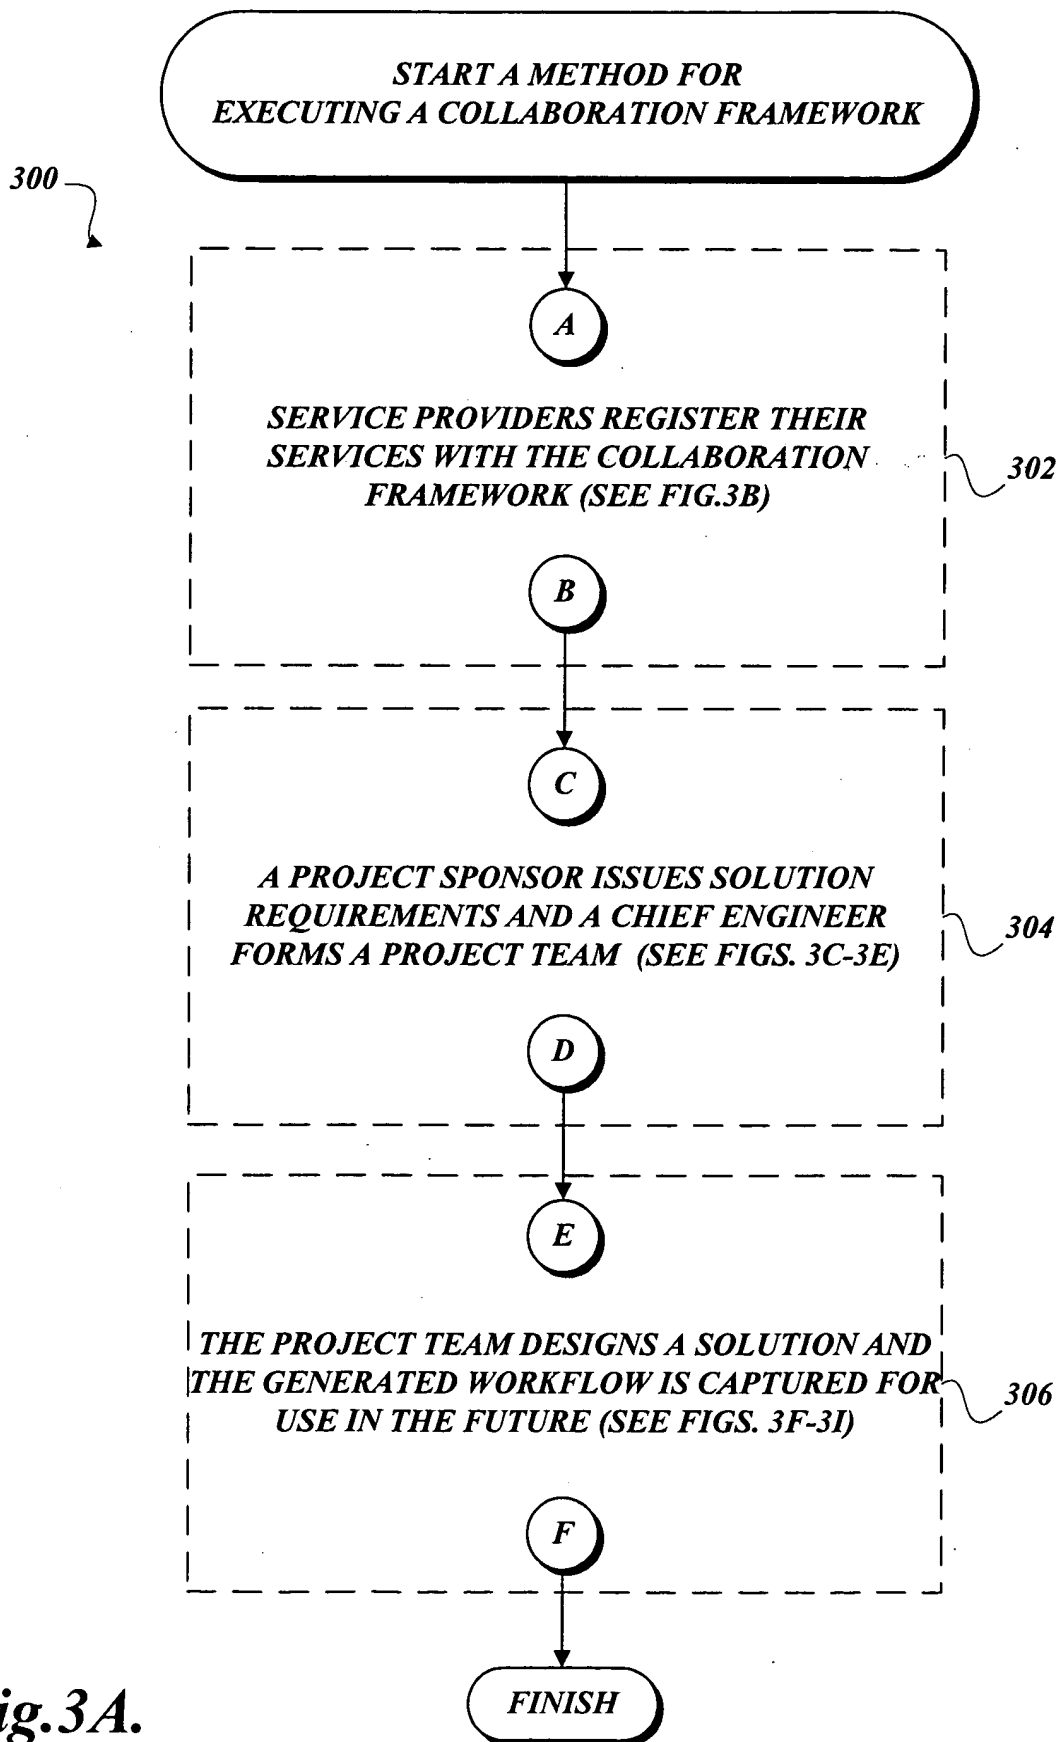 START A METHOD FOR
EXECUTING A COLLABORATION FRAMEWORK
300
A
SERVICE PROVIDERS REGISTER THEIR
SERVICES WITH THE COLLABORATION
FRAMEWORK (SEE FIG.3B)
302
B
C
A PROJECT SPONSOR ISSUES SOLUTION
REQUIREMENTS AND A CHIEF ENGINEER
FORMS A PROJECT TEAM (SEE FIGS. 3C-3E)
304
D
E
THE PROJECT TEAM DESIGNS A SOLUTION AND
THE GENERATED WORKFLOW IS CAPTURED FOR
USE IN THE FUTURE (SEE FIGS. 3F-3I)
306
F
FINISH
ig.3A.